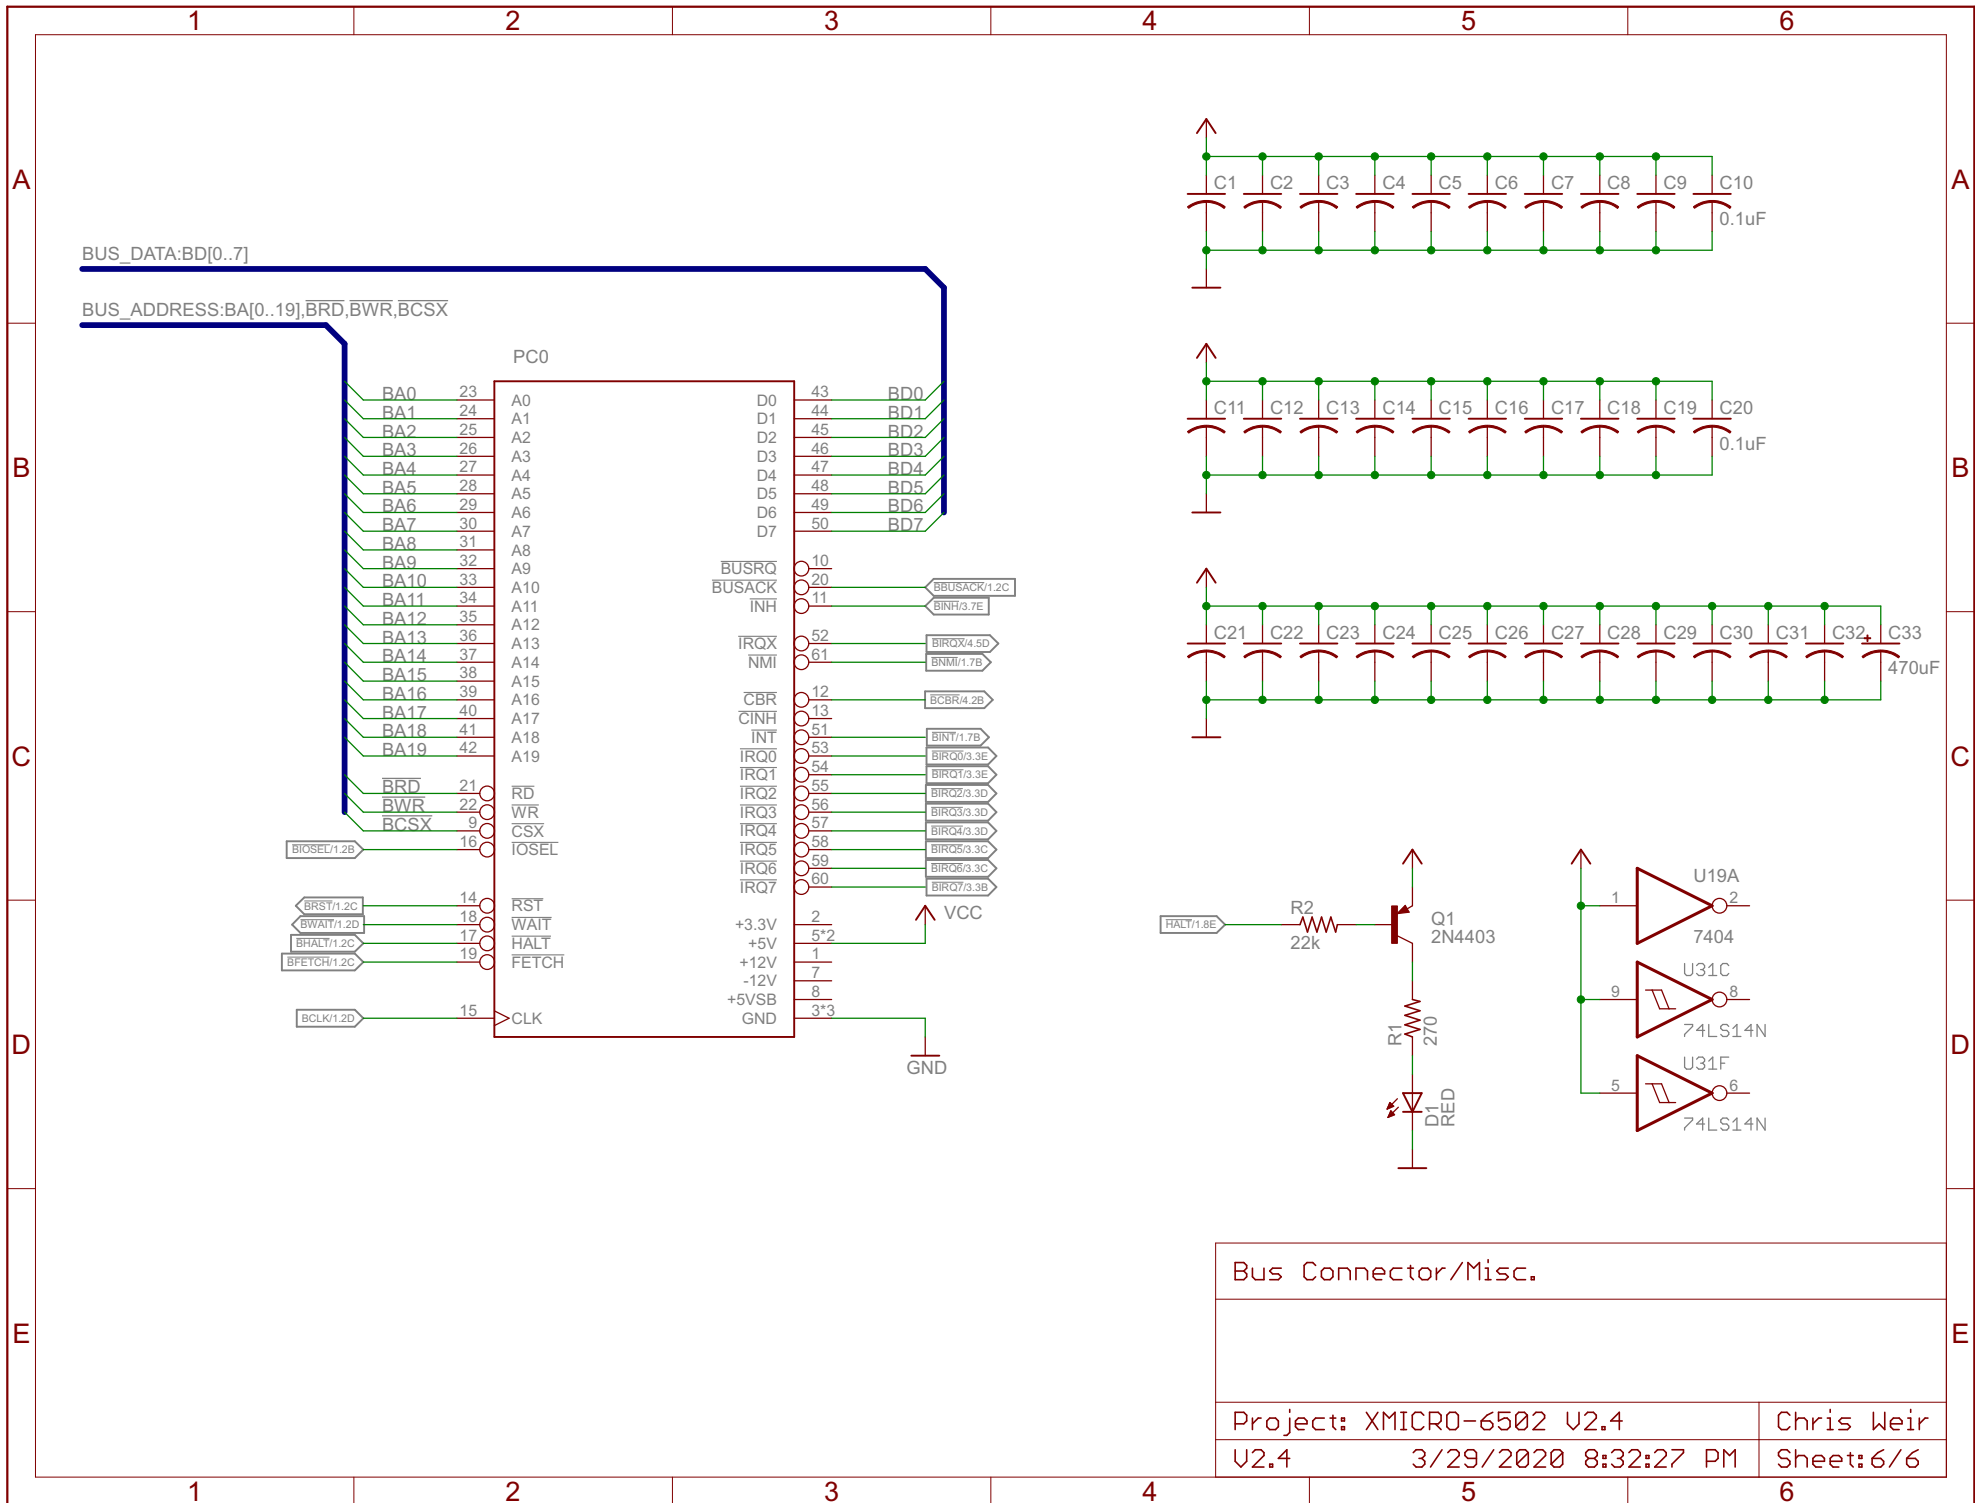 1 2 3 4 5 6
A A
BUS_DATA:BD[0..7]
BUS_ADDRESS:BA[0..19],BRD,BWR,BCSX
C1 C2 C3 C4 C5 C6 C7 C8 C9 C10
0.1uF
B B
C11 C12 C13 C14 C15 C16 C17 C18 C19 C20
0.1uF
C C
C21 C22 C23 C24 C25 C26 C27 C28 C29 C30 C31 C32 + C33
470uF
PC0
BA0 23 A0 D0 43 BD0
BA1 24 A1 D1 44 BD1
BA2 25 A2 D2 45 BD2
BA3 26 A3 D3 46 BD3
BA4 27 A4 D4 47 BD4
BA5 28 A5 D5 48 BD5
BA6 29 A6 D6 49 BD6
BA7 30 A7 D7 50 BD7
BA8 31 A8
BA9 32 A9 BUSRQ 10
BA10 33 A10 BUSACK 20 BBUSACK/1.2C
BA11 34 A11 INH 11 BINH/3.7E
BA12 35 A12
BA13 36 A13 IRQX 52 BIRQX/4.5D
BA14 37 A14 NMI 61 BNMI/1.7B
BA15 38 A15
BA16 39 A16 CBR 12 BCBR/4.2B
BA17 40 A17 CINH 13
BA18 41 A18 INT 51 BINT/1.7B
BA19 42 A19 IRQ0 53 BIRQ0/3.3E
IRQ1 54 BIRQ1/3.3E
BRD 21 RD IRQ2 55 BIRQ2/3.3D
BWR 22 WR IRQ3 56 BIRQ3/3.3D
BCSX 9 CSX IRQ4 57 BIRQ4/3.3D
BIOSEL/1.2B 16 IOSEL IRQ5 58 BIRQ5/3.3C
IRQ6 59 BIRQ6/3.3C
IRQ7 60 BIRQ7/3.3B
BRST/1.2C 14 RST
BWAIT/1.2D 18 WAIT +3.3V 2
BHALT/1.2C 17 HALT +5V 5*2 VCC
BFETCH/1.2C 19 FETCH +12V 1
-12V 7
+5VSB 8
BCLK/1.2D 15 CLK GND 3*3
GND
HALT/1.8E
R2
22k
Q1
2N4403
R1
270
D1
RED
U19A
1 2
7404
U31C
9 8
74LS14N
U31F
5 6
74LS14N
D D
E E
Bus Connector/Misc.
Project: XMICRO-6502 V2.4 Chris Weir
V2.4 3/29/2020 8:32:27 PM Sheet:6/6
1 2 3 4 5 6